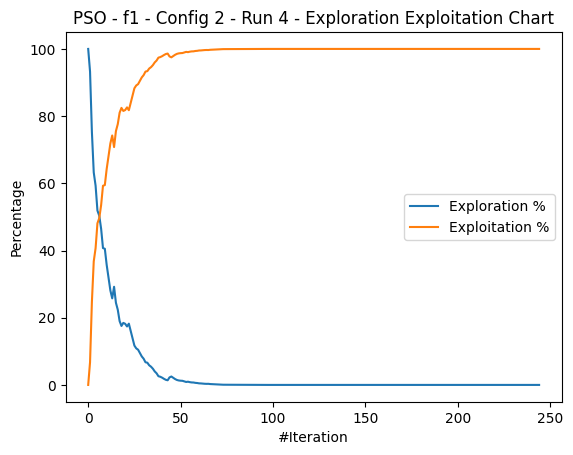 PSO - f1 - Config 2 - Run 4 - Exploration Exploitation Chart
100
80
60
40
20
0
Percentage
Exploration %
Exploitation %
0
50
100
150
200
250
#Iteration